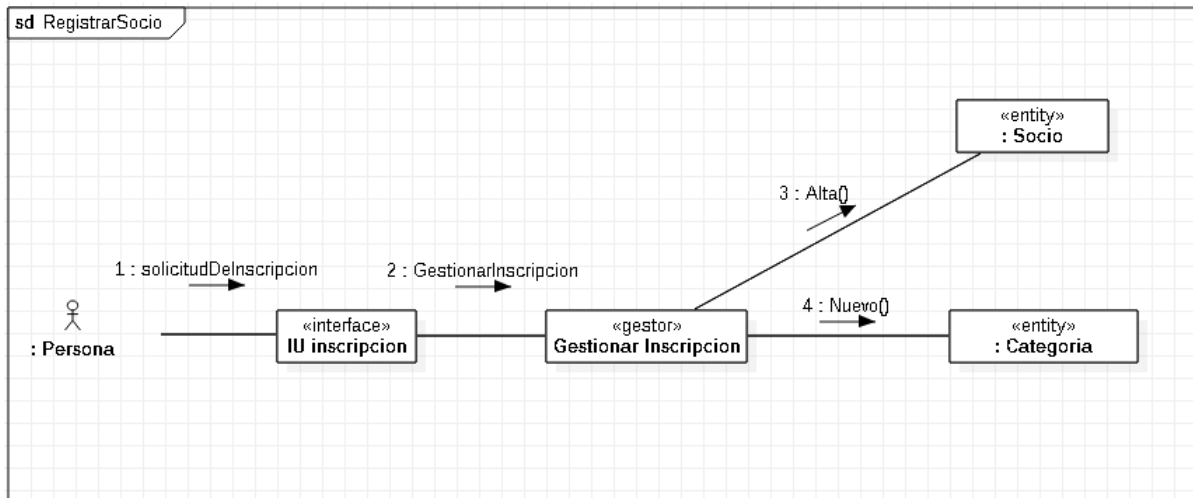 sd RegistrarSocio
«entity»
: Socio
3 : Alta()
1 : solicitudDeInscripcion
2 : GestionarInscripcion
4 : Nuevo()
: Persona
«interface»
IU inscripcion
«gestor»
Gestionar Inscripcion
«entity»
: Categoria